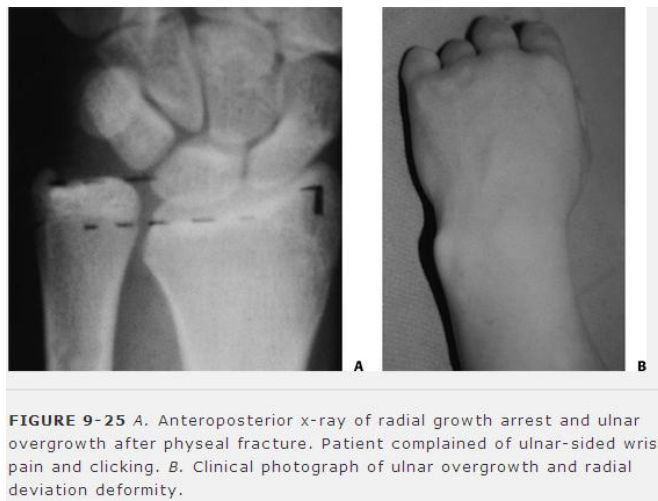 A
B
FIGURE 9-25 A. Anteroposterior x-ray of radial growth arrest and ulnar
overgrowth after physeal fracture. Patient complained of ulnar-sided wris
pain and clicking. B. Clinical photograph of ulnar overgrowth and radial
deviation deformity.